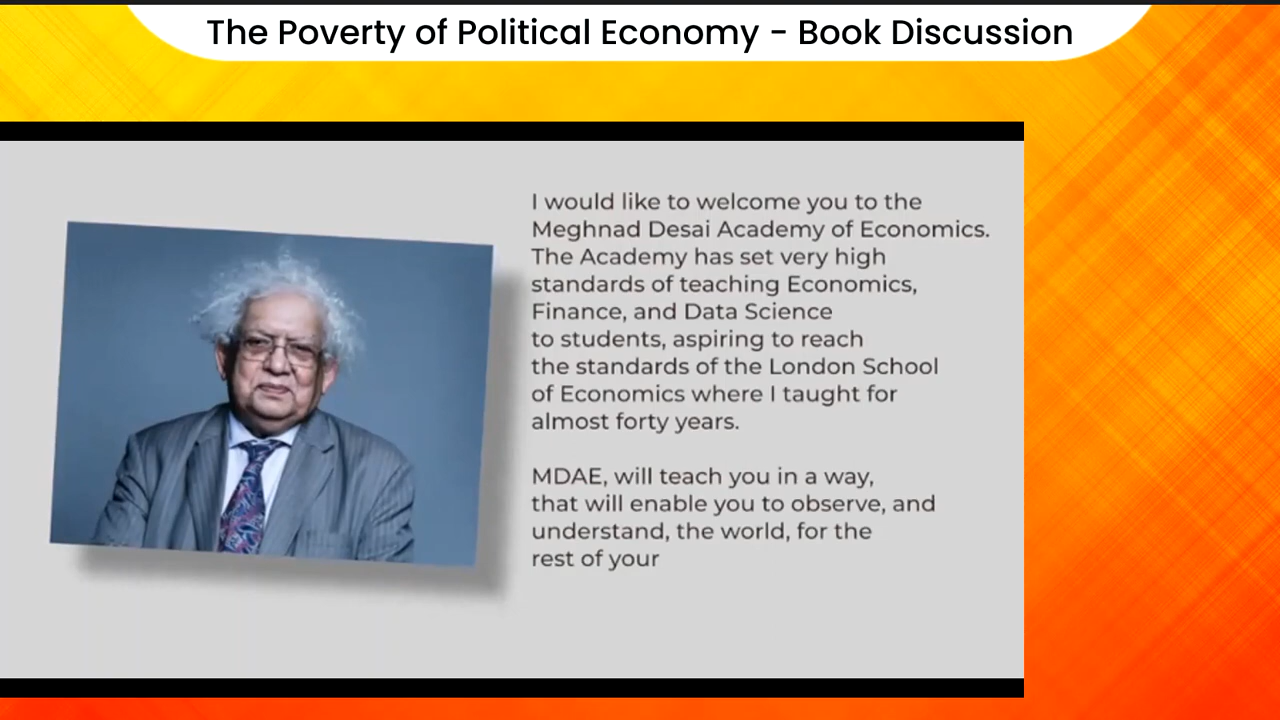 The Poverty of Political Economy - Book Discussion
I would like to welcome you to the
Meghnad Desai Academy of Economics.
The Academy has set very high
standards of teaching Economics,
Finance, and Data Science
to students, aspiring to reach
the standards of the London School
of Economics where I taught for
almost forty years.
MDAE, will teach you in a way,
that will enable you to observe, and
understand, the world, for the
rest of your